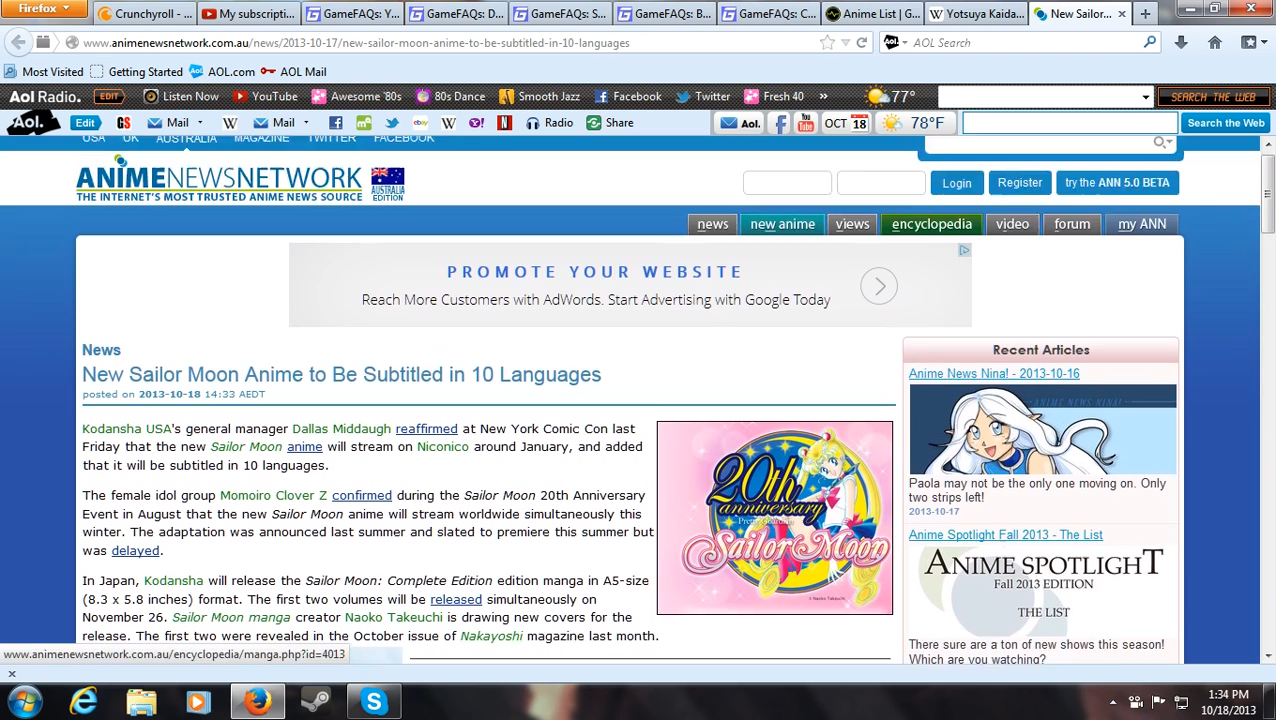 Firefox
Crunchyroll - ...
My subscripti...
GameFAQs: Y...
GameFAQs: D...
GameFAQs: S...
GameFAQs: B...
GameFAQs: C...
Anime List | G...
Yotsuya Kaida...
New Sailor...
www.animenewsnetwork.com.au/news/2013-10-17/new-sailor-moon-anime-to-be-subtitled-in-10-languages
Aol. AOL Search
Most Visited Getting Started AOL.com AOL Mail
Aol Radio. EDIT Listen Now YouTube Awesome '80s 80s Dance Smooth Jazz Facebook Twitter Fresh 40 77° SEARCH THE WEB
Aol. Edit Mail Mail Radio Share Aol. OCT 18 78°F Search the Web
USA UK AUSTRALIA MAGAZINE TWITTER FACEBOOK
ANIMENEWSNETWORK
THE INTERNET'S MOST TRUSTED ANIME NEWS SOURCE
AUSTRALIA EDITION
Login Register try the ANN 5.0 BETA
news new anime views encyclopedia video forum my ANN
PROMOTE YOUR WEBSITE
Reach More Customers with AdWords. Start Advertising with Google Today
News
New Sailor Moon Anime to Be Subtitled in 10 Languages
posted on 2013-10-18 14:33 AEDT
Kodansha USA's general manager Dallas Middaugh reaffirmed at New York Comic Con last
Friday that the new Sailor Moon anime will stream on Niconico around January, and added
that it will be subtitled in 10 languages.
The female idol group Momoiro Clover Z confirmed during the Sailor Moon 20th Anniversary
Event in August that the new Sailor Moon anime will stream worldwide simultaneously this
winter. The adaptation was announced last summer and slated to premiere this summer but
was delayed.
In Japan, Kodansha will release the Sailor Moon: Complete Edition edition manga in A5-size
(8.3 x 5.8 inches) format. The first two volumes will be released simultaneously on
November 26. Sailor Moon manga creator Naoko Takeuchi is drawing new covers for the
release. The first two were revealed in the October issue of Nakayoshi magazine last month.
20th
anniversary
Sailor Moon
Recent Articles
Anime News Nina! - 2013-10-16
ANIME NEWS NINA!
Paola may not be the only one moving on. Only
two strips left!
2013-10-17
Anime Spotlight Fall 2013 - The List
ANIME SPOTLIGHT
Fall 2013 EDITION
THE LIST
There sure are a ton of new shows this season!
Which are you watching?
www.animenewsnetwork.com.au/encyclopedia/manga.php?id=4013
1:34 PM
10/18/2013